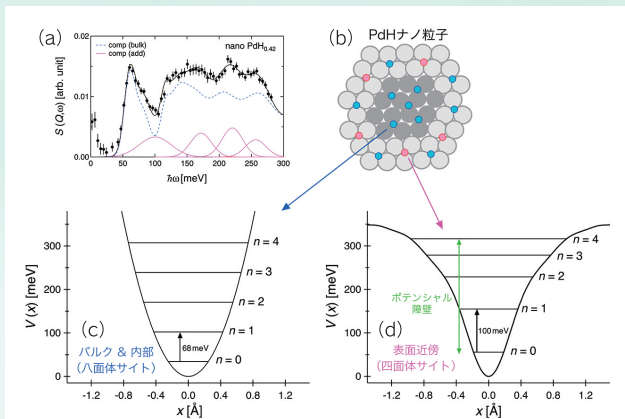 (a)
nano PdH0.42
comp (bulk)
comp (add)
S (Q,ω) [arb. unit]
0.02
0.01
0.00
0 50 100 150 200 250 300
ħω[meV]
(b)
PdHナノ粒子
V (x) [meV]
300
200
100
0
n = 4
n = 3
n = 2
n = 1
n = 0
68 meV
(c)
バルク & 内部
(八面体サイト)
-1.2 -0.8 -0.4 0.0 0.4 0.8 1.2
x [Å]
V (x) [meV]
300
200
100
0
n = 4
n = 3
n = 2
n = 1
n = 0
ポテンシャル
障壁
100 meV
(d)
表面近傍
(四面体サイト)
-1.2 -0.8 -0.4 0.0 0.4 0.8 1.2
x [Å]